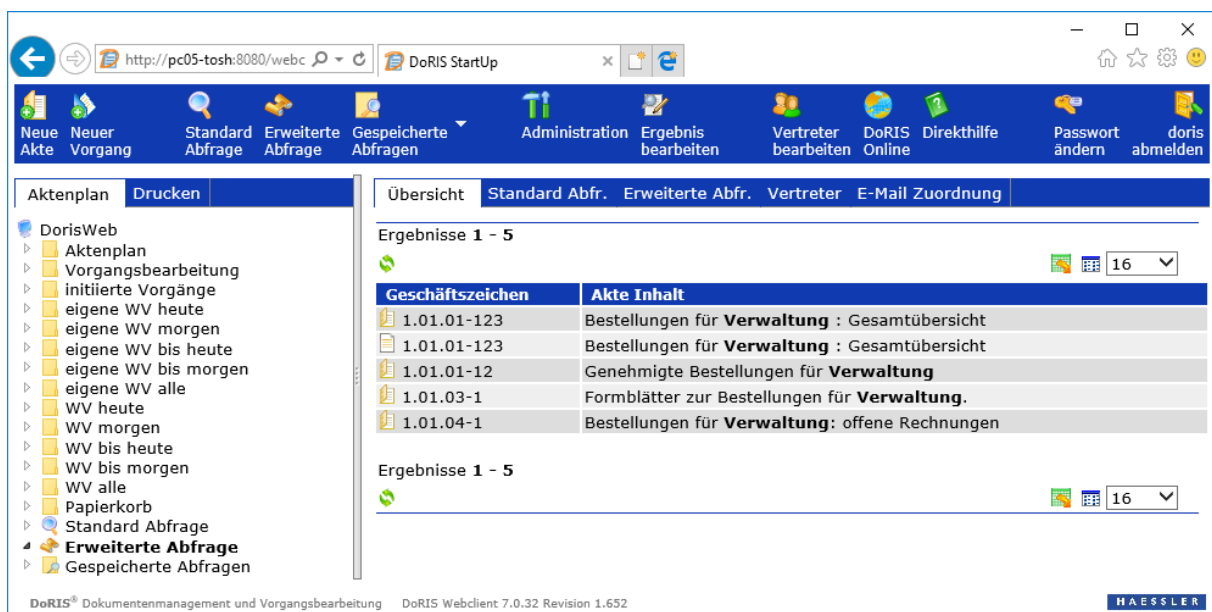 http://pc05-tosh:8080/webc
DoRIS StartUp
Neue Akte
Neuer Vorgang
Standard Abfrage
Erweiterte Abfrage
Gespeicherte Abfragen
Administration
Ergebnis bearbeiten
Vertreter bearbeiten
DoRIS Online
Direkthilfe
Passwort ändern
doris abmelden
Aktenplan Drucken
DorisWeb
Aktenplan
Vorgangsbearbeitung
initiierte Vorgänge
eigene WV heute
eigene WV morgen
eigene WV bis heute
eigene WV bis morgen
eigene WV alle
WV heute
WV morgen
WV bis heute
WV bis morgen
WV alle
Papierkorb
Standard Abfrage
Erweiterte Abfrage
Gespeicherte Abfragen
Übersicht Standard Abfr. Erweiterte Abfr. Vertreter E-Mail Zuordnung
Ergebnisse 1 - 5
16
Geschäftszeichen Akte Inhalt
1.01.01-123 Bestellungen für Verwaltung : Gesamtübersicht
1.01.01-123 Bestellungen für Verwaltung : Gesamtübersicht
1.01.01-12 Genehmigte Bestellungen für Verwaltung
1.01.03-1 Formblätter zur Bestellungen für Verwaltung.
1.01.04-1 Bestellungen für Verwaltung: offene Rechnungen
Ergebnisse 1 - 5
16
DoRIS® Dokumentenmanagement und Vorgangsbearbeitung DoRIS Webclient 7.0.32 Revision 1.652
HAESSLER